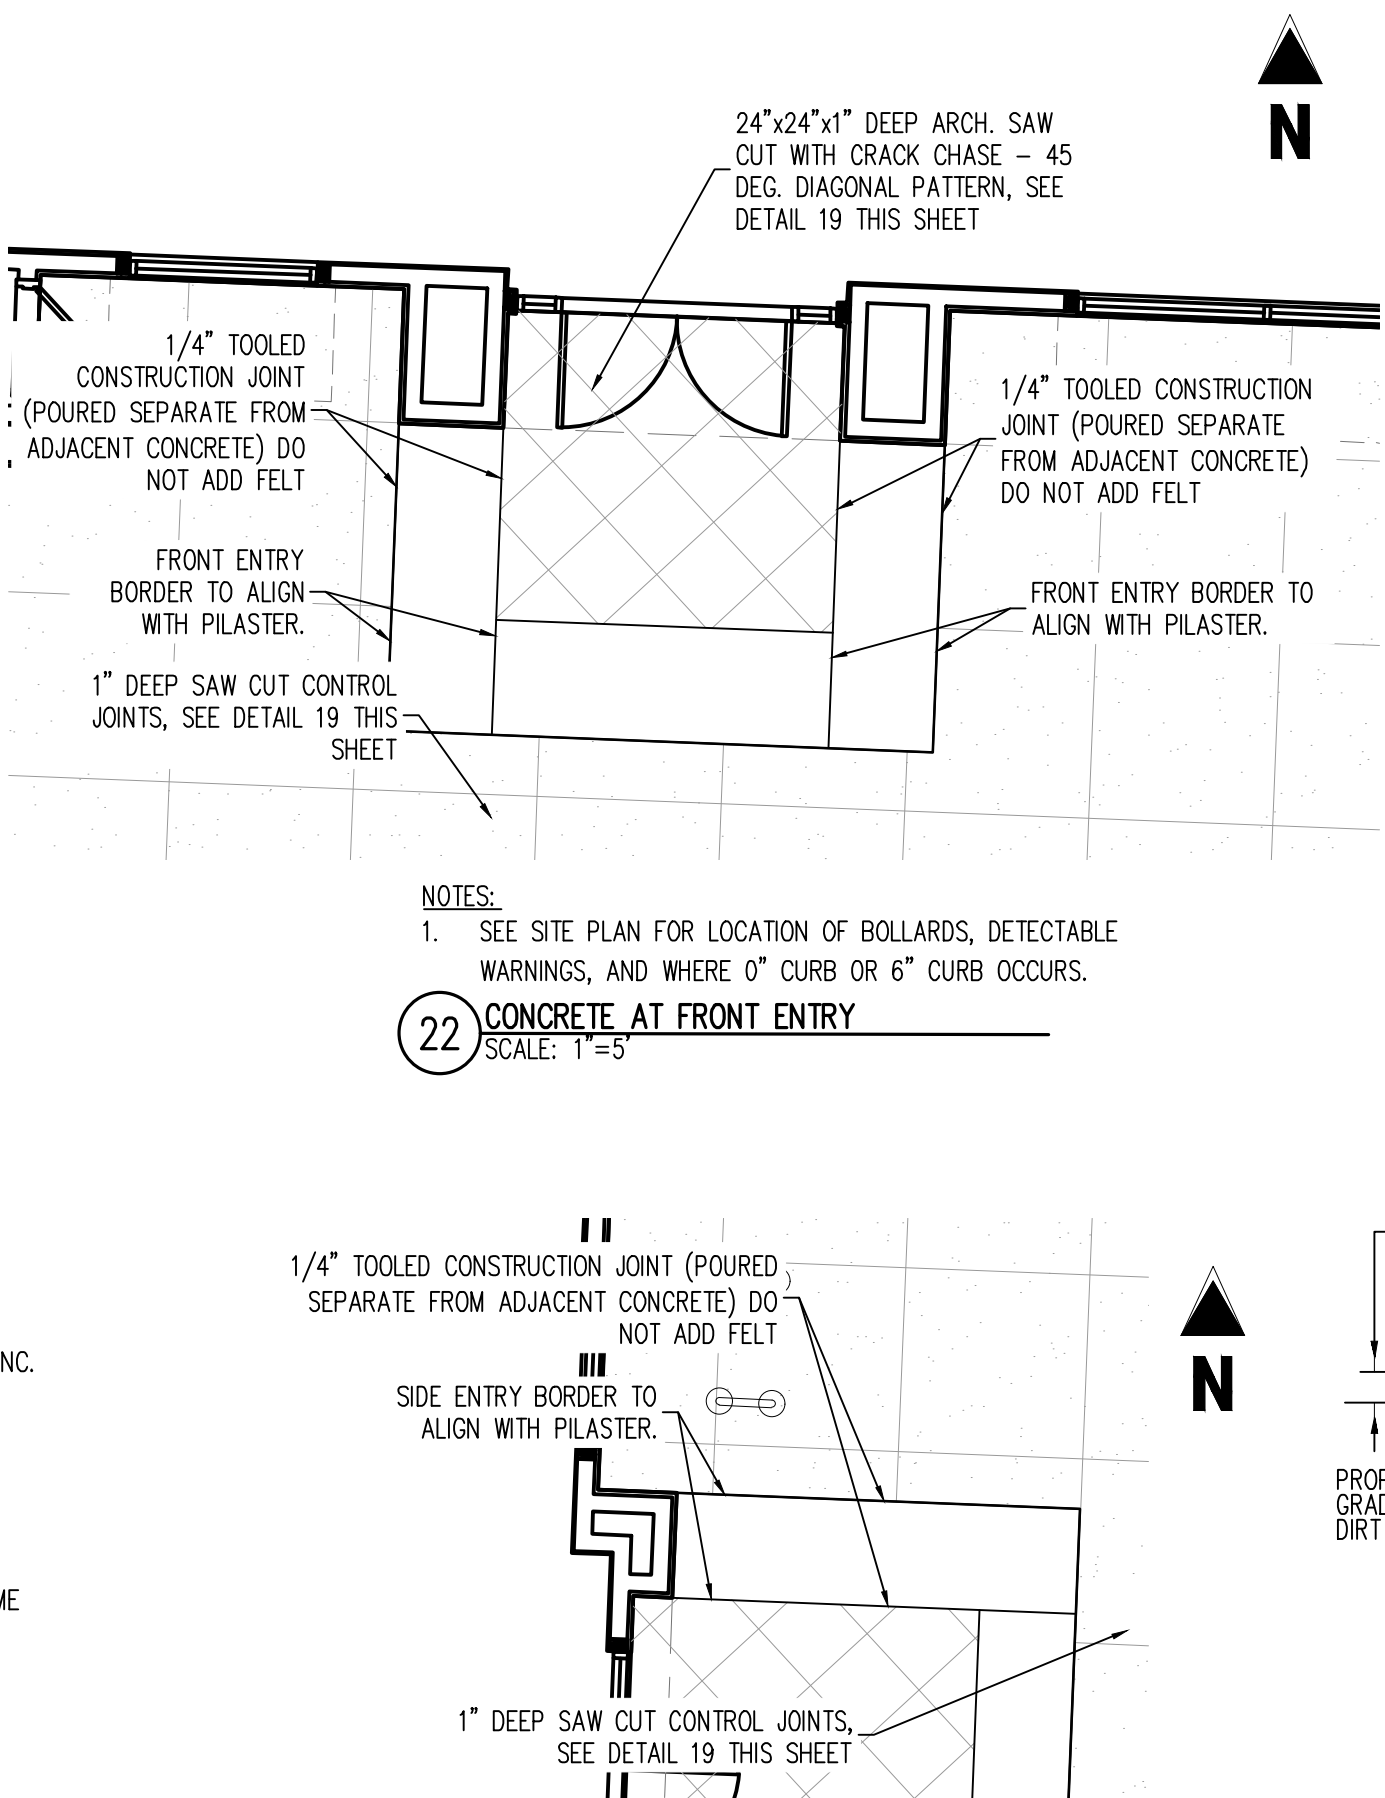 N
24"x24"x1" DEEP ARCH. SAW
CUT WITH CRACK CHASE – 45
DEG. DIAGONAL PATTERN, SEE
DETAIL 19 THIS SHEET
1/4" TOOLED
CONSTRUCTION JOINT
(POURED SEPARATE FROM
ADJACENT CONCRETE) DO
NOT ADD FELT
1/4" TOOLED CONSTRUCTION
JOINT (POURED SEPARATE
FROM ADJACENT CONCRETE)
DO NOT ADD FELT
FRONT ENTRY
BORDER TO ALIGN
WITH PILASTER.
FRONT ENTRY BORDER TO
ALIGN WITH PILASTER.
1" DEEP SAW CUT CONTROL
JOINTS, SEE DETAIL 19 THIS
SHEET
NOTES:
1. SEE SITE PLAN FOR LOCATION OF BOLLARDS, DETECTABLE
WARNINGS, AND WHERE 0" CURB OR 6" CURB OCCURS.
22 CONCRETE AT FRONT ENTRY
SCALE: 1"=5'
1/4" TOOLED CONSTRUCTION JOINT (POURED
SEPARATE FROM ADJACENT CONCRETE) DO
NOT ADD FELT
NC.
N
SIDE ENTRY BORDER TO
ALIGN WITH PILASTER.
PROP
GRAD
DIRT
ME
1" DEEP SAW CUT CONTROL JOINTS,
SEE DETAIL 19 THIS SHEET